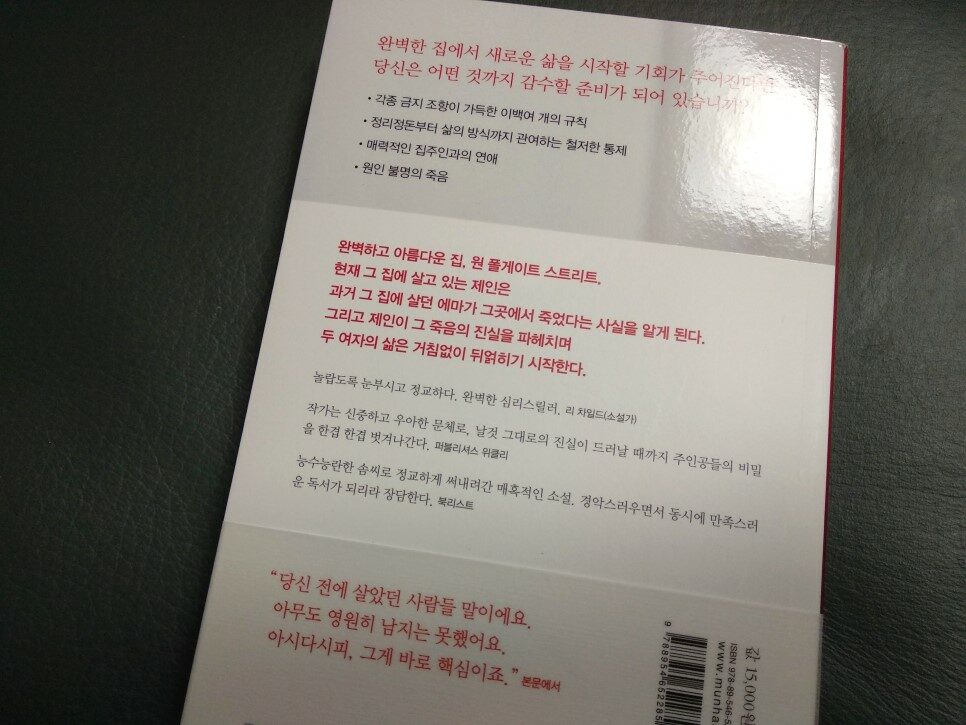 완벽한 집에서 새로운 삶을 시작할 기회가 주어진다면
당신은 어떤 것까지 감수할 준비가 되어 있습니까?
• 각종 금지 조항이 가득한 이백여 개의 규칙
• 정리정돈부터 삶의 방식까지 관여하는 철저한 통제
• 매력적인 집주인과의 연애
• 원인 불명의 죽음
완벽하고 아름다운 집, 원 폴게이트 스트리트.
현재 그 집에 살고 있는 제인은
과거 그 집에 살던 에마가 그곳에서 죽었다는 사실을 알게 된다.
그리고 제인이 그 죽음의 진실을 파헤치며
두 여자의 삶은 거침없이 뒤얽히기 시작한다.
놀랍도록 눈부시고 정교하다. 완벽한 심리스릴러. 리 차일드(소설가)
작가는 신중하고 우아한 문체로, 날것 그대로의 진실이 드러날 때까지 주인공들의 비밀
을 한겹 한겹 벗겨나간다. 퍼블리셔스 위클리
능수능란한 솜씨로 정교하게 써내려간 매혹적인 소설. 경악스러우면서 동시에 만족스러
운 독서가 되리라 장담한다. 북리스트
“당신 전에 살았던 사람들 말이에요.
아무도 영원히 남지는 못했어요.
아시다시피, 그게 바로 핵심이죠.” 본문에서
값 15,000원
ISBN 978-89-546-5
www.munha
9 788954 652285